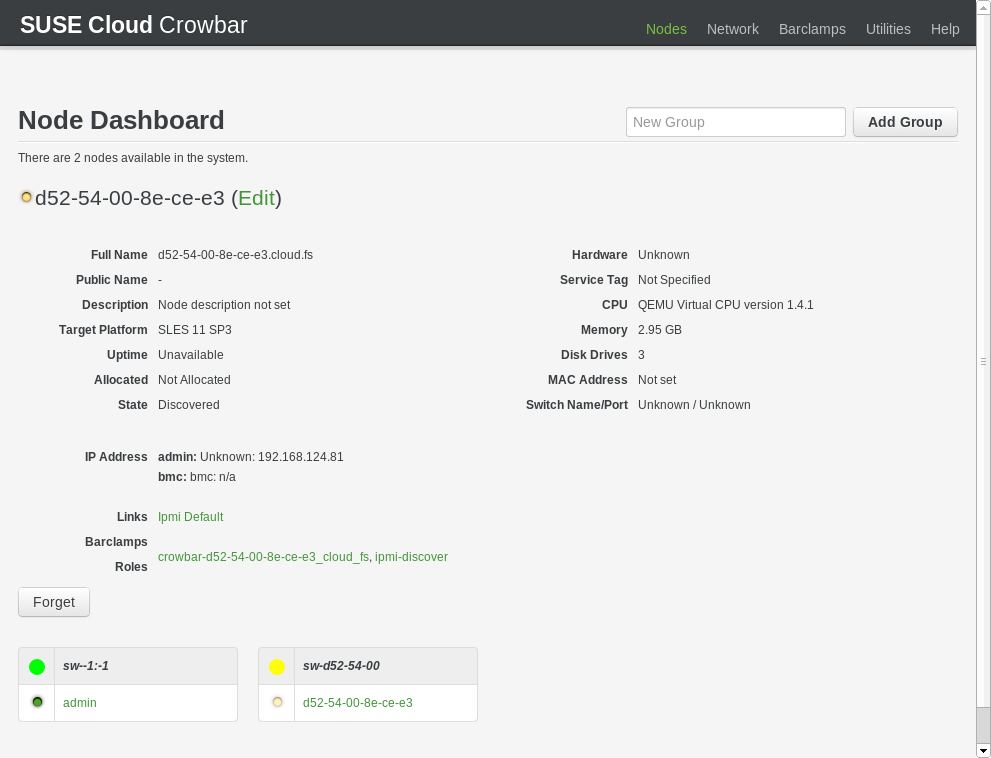 SUSE Cloud Crowbar
Nodes Network Barclamps Utilities Help
Node Dashboard
New Group Add Group
There are 2 nodes available in the system.
d52-54-00-8e-ce-e3 (Edit)
Full Name d52-54-00-8e-ce-e3.cloud.fs Hardware Unknown
Public Name - Service Tag Not Specified
Description Node description not set CPU QEMU Virtual CPU version 1.4.1
Target Platform SLES 11 SP3 Memory 2.95 GB
Uptime Unavailable Disk Drives 3
Allocated Not Allocated MAC Address Not set
State Discovered Switch Name/Port Unknown / Unknown
IP Address admin: Unknown: 192.168.124.81
bmc: bmc: n/a
Links Ipmi Default
Barclamps
crowbar-d52-54-00-8e-ce-e3_cloud_fs, ipmi-discover
Roles
Forget
sw--1:-1 sw-d52-54-00
admin d52-54-00-8e-ce-e3